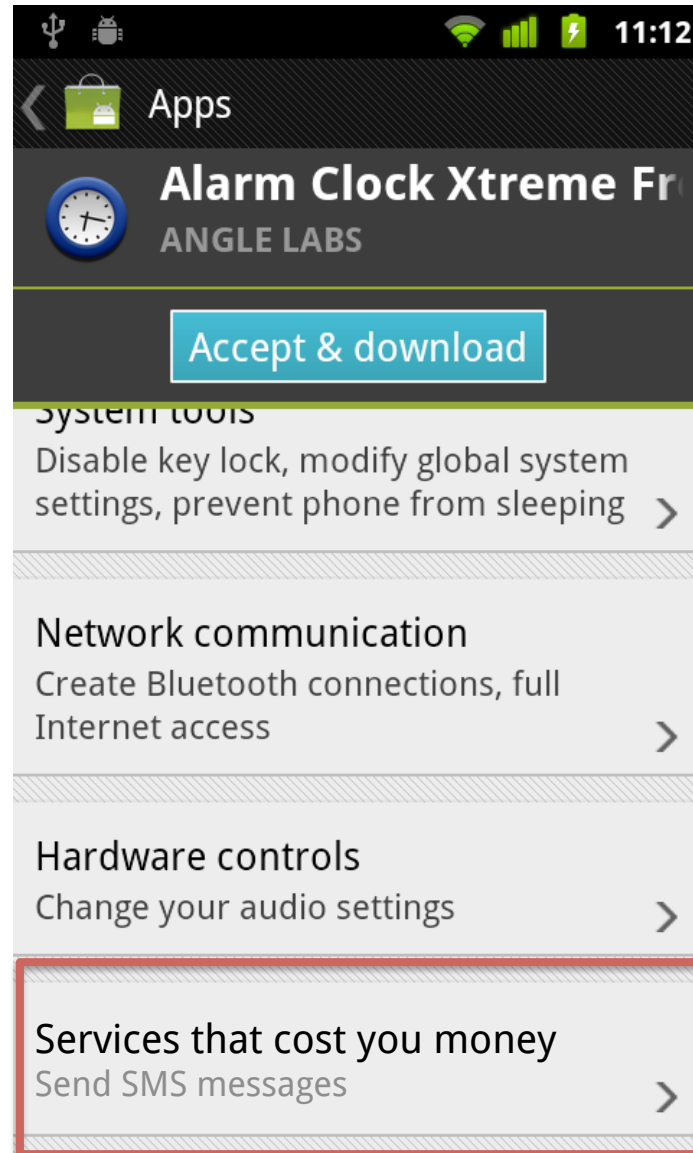 11:12
Apps
Alarm Clock Xtreme Fr
ANGLE LABS
Accept & download
System tools
Disable key lock, modify global system
settings, prevent phone from sleeping
Network communication
Create Bluetooth connections, full
Internet access
Hardware controls
Change your audio settings
Services that cost you money
Send SMS messages